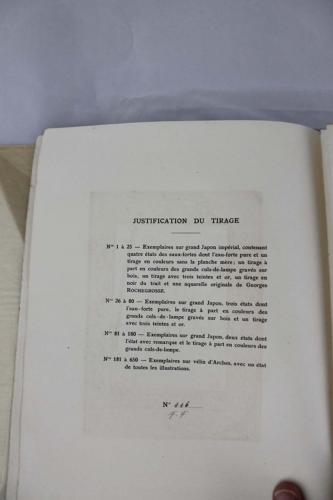 JUSTIFICATION DU TIRAGE
Nos 1 à 25 - Exemplaires sur grand Japon impérial, contenant
quatre états des eaux-fortes dont l'eau-forte pure et un
tirage en couleurs sans la planche mère; un tirage à
part en couleurs des grands culs-de-lampe gravés sur
bois, un tirage avec trois teintes et or, un tirage en
noir du trait et une aquarelle originale de Georges
ROCHEGROSSE.
Nos 26 à 80 - Exemplaires sur grand Japon, trois états dont
l'eau-forte pure, le tirage à part en couleurs des
grands culs-de-lampe gravés sur bois et un tirage
avec trois teintes et or.
Nos 81 à 180 - Exemplaires sur grand Japon, deux états dont
l'état avec remarque et le tirage à part en couleurs des
grands culs-de-lampe.
Nos 181 à 650 - Exemplaires sur vélin d'Arches, avec un état
de toutes les illustrations.
No 116